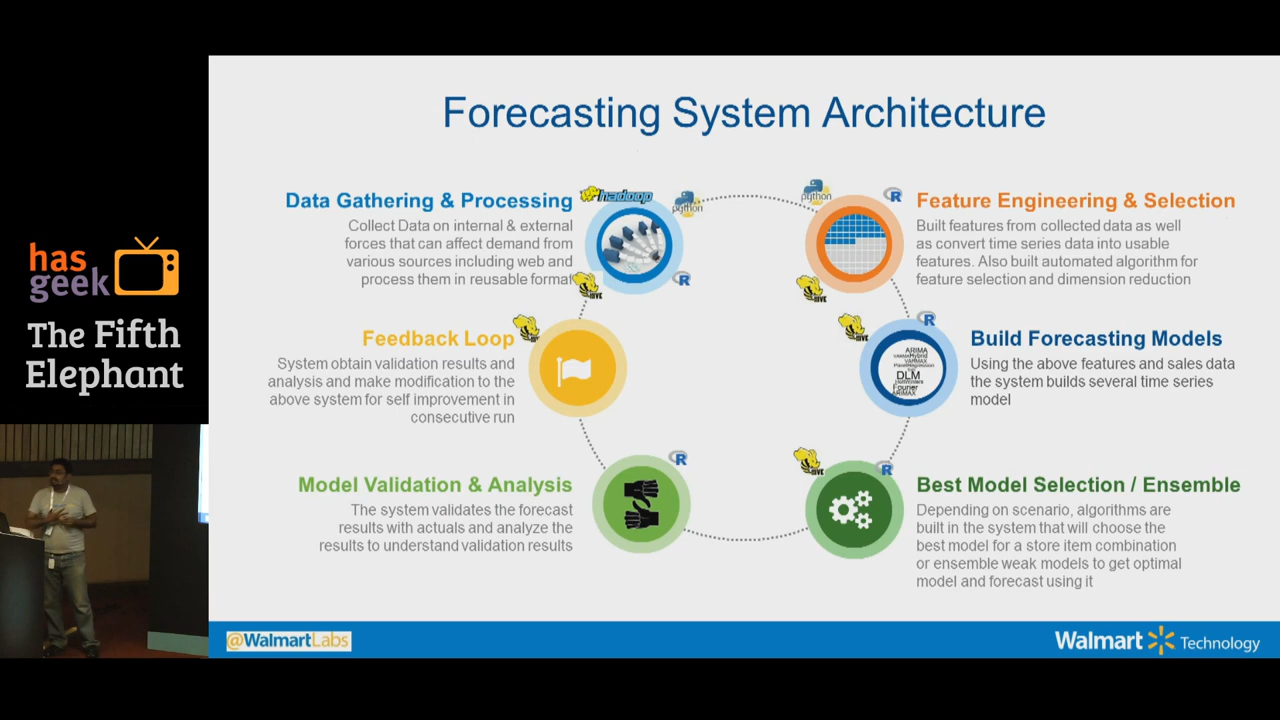 has
geek
The Fifth
Elephant
Forecasting System Architecture
Data Gathering & Processing
Collect Data on internal & external
forces that can affect demand from
various sources including web and
process them in reusable format
hadoop
python
R
HIVE
python
R
HIVE
Feature Engineering & Selection
Built features from collected data as well
as convert time series data into usable
features. Also built automated algorithm for
feature selection and dimension reduction
Feedback Loop
System obtain validation results and
analysis and make modification to the
above system for self improvement in
consecutive run
HIVE
HIVE
R
ARIMA
DLM
Fourier
Build Forecasting Models
Using the above features and sales data
the system builds several time series
model
Model Validation & Analysis
The system validates the forecast
results with actuals and analyze the
results to understand validation results
R
HIVE
R
Best Model Selection / Ensemble
Depending on scenario, algorithms are
built in the system that will choose the
best model for a store item combination
or ensemble weak models to get optimal
model and forecast using it
@WalmartLabs
Walmart Technology